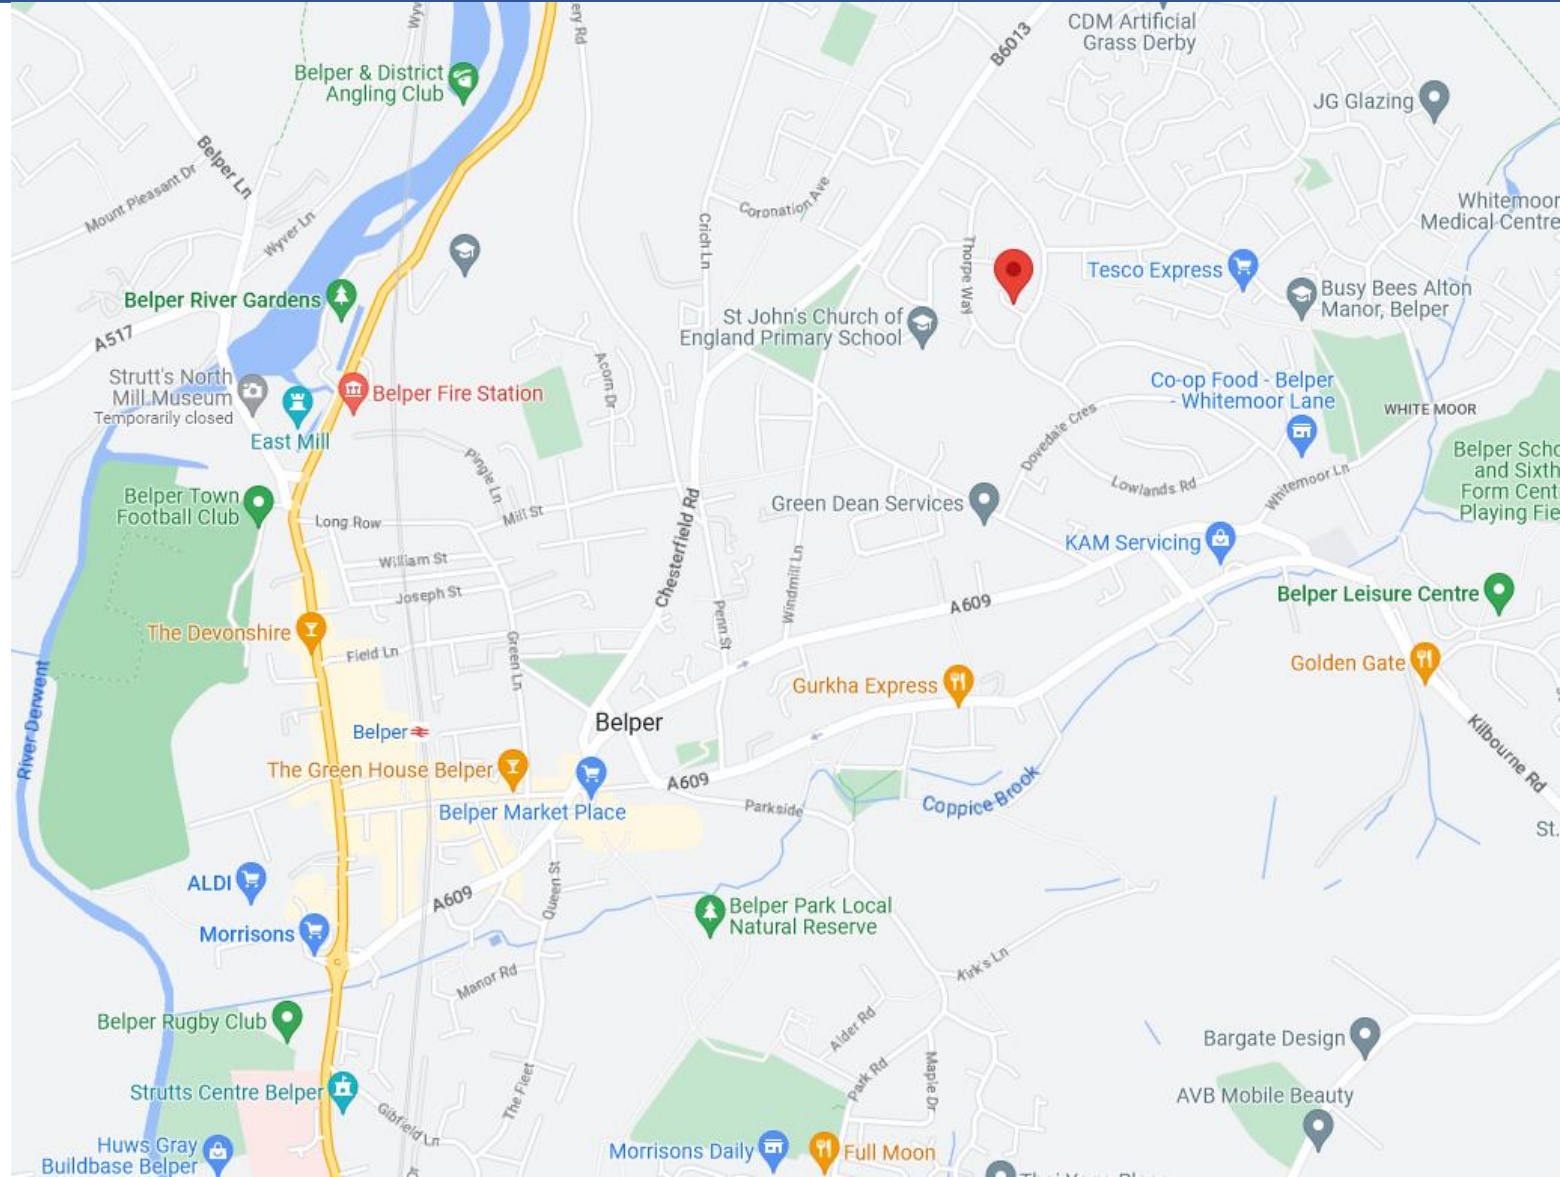 CDM Artificial
Grass Derby
B6013
Belper & District
Angling Club
JG Glazing
Belper Ln
Mount Pleasant Dr
Wyver Ln
Coronation Ave
Crich Ln
Whitemoor
Medical Centre
Thorpe Way
Tesco Express
Busy Bees Alton
Manor, Belper
Belper River Gardens
A517
St John's Church of
England Primary School
Strutt's North
Mill Museum
Temporarily closed
Belper Fire Station
East Mill
Acorn Dr
Co-op Food - Belper
- Whitemoor Lane
WHITE MOOR
Dovedale Cres
Lowlands Rd
Whitemoor Ln
Belper Scho
and Sixth
Form Cent
Playing Fie
Pingle Ln
Mill St
Belper Town
Football Club
Long Row
William St
Joseph St
Chesterfield Rd
Green Dean Services
KAM Servicing
Windmill Ln
Penn St
A609
Belper Leisure Centre
The Devonshire
Field Ln
Green Ln
Gurkha Express
Golden Gate
Kilbourne Rd
River Derwent
Belper
Belper
The Green House Belper
Belper Market Place
A609
Parkside
Coppice Brook
St.
ALDI
Morrisons
A609
Queen St
Belper Park Local
Natural Reserve
Manor Rd
Kirk's Ln
Belper Rugby Club
Alder Rd
Park Rd
Maple Dr
Bargate Design
AVB Mobile Beauty
Strutts Centre Belper
Gibfield Ln
The Fleet
Huws Gray
Buildbase Belper
Morrisons Daily
Full Moon